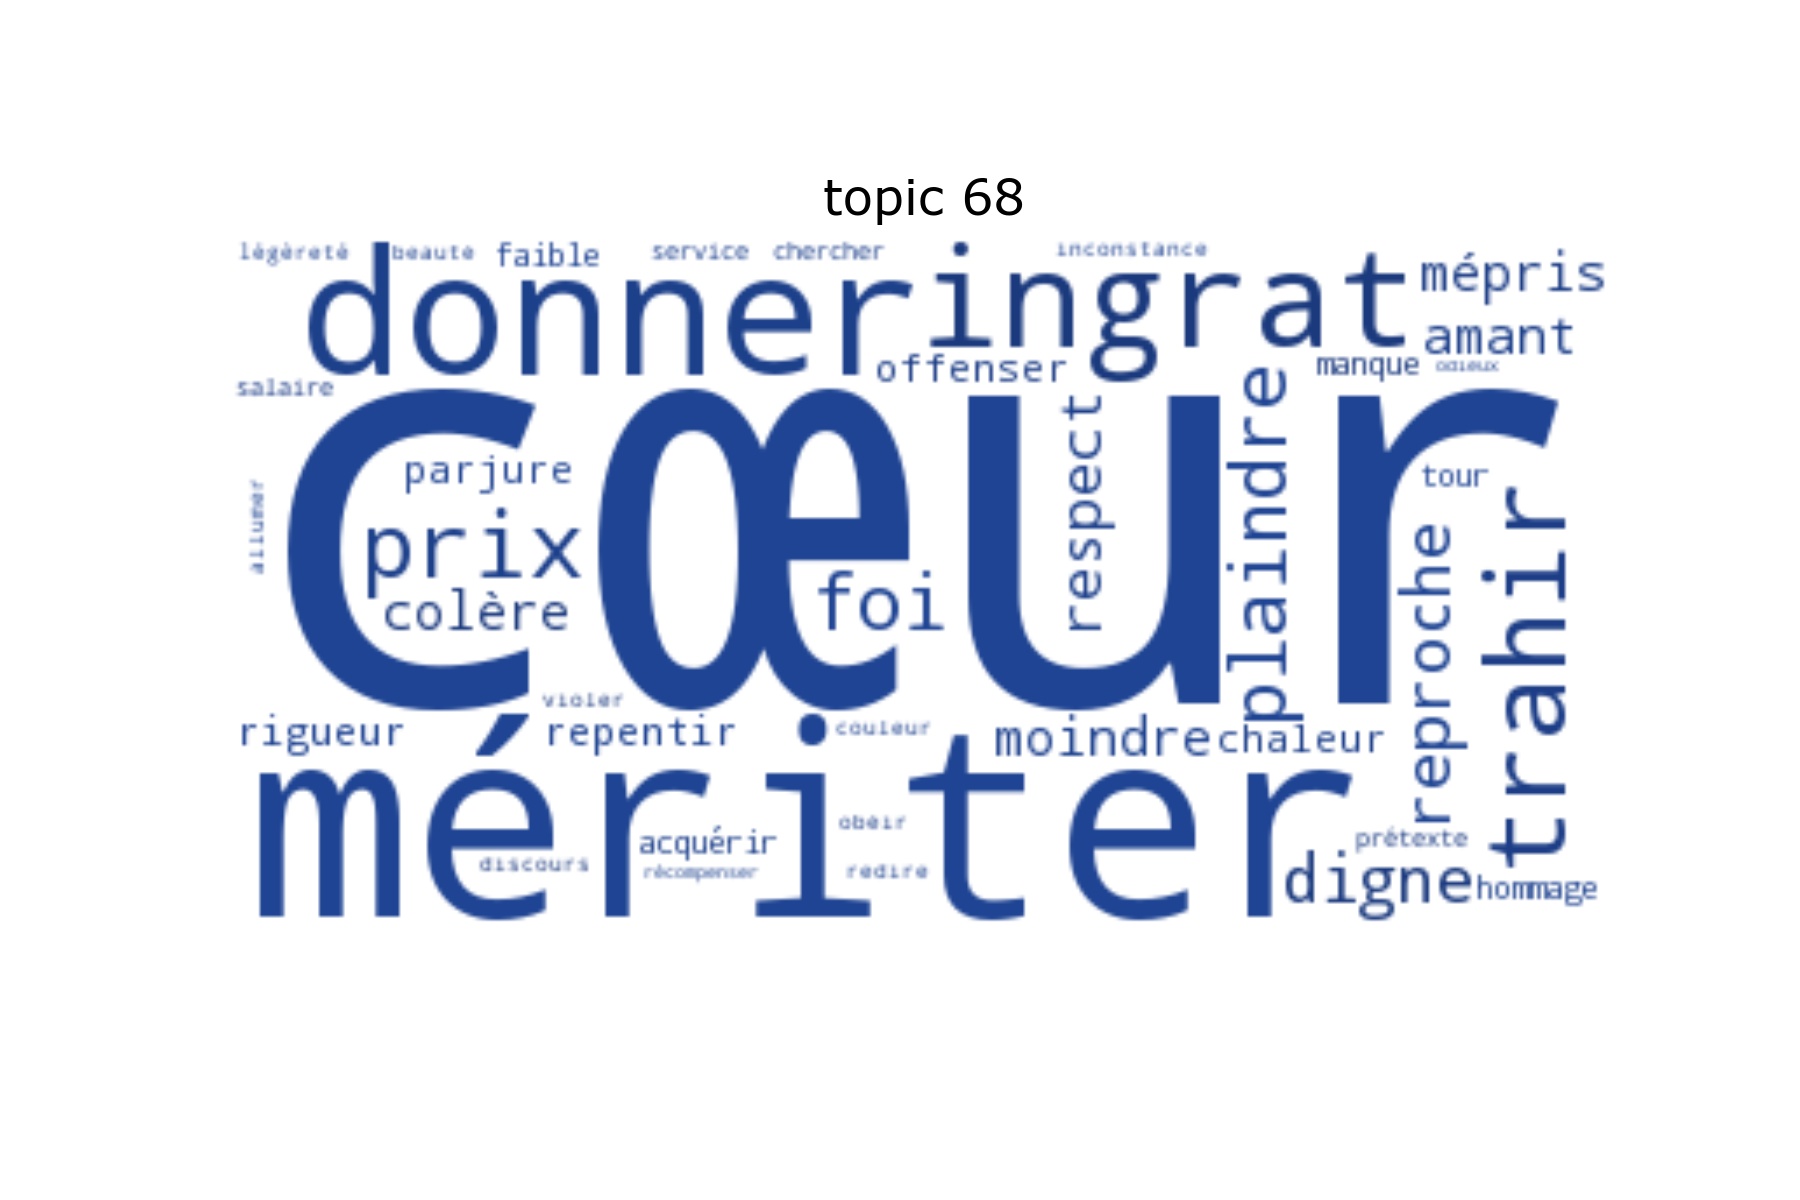 topic 68
légèreté beauté faible service chercher inconstance
donner ingrat mépris
amant
offenser manque odieux
salaire
cœur
parjure respect plaindre tour
allumer prix foi reproche trahir
colère
violer
rigueur repentir couleur moindre chaleur
mériter
obéir
discours acquérir prétexte
récompenser redire digne hommage